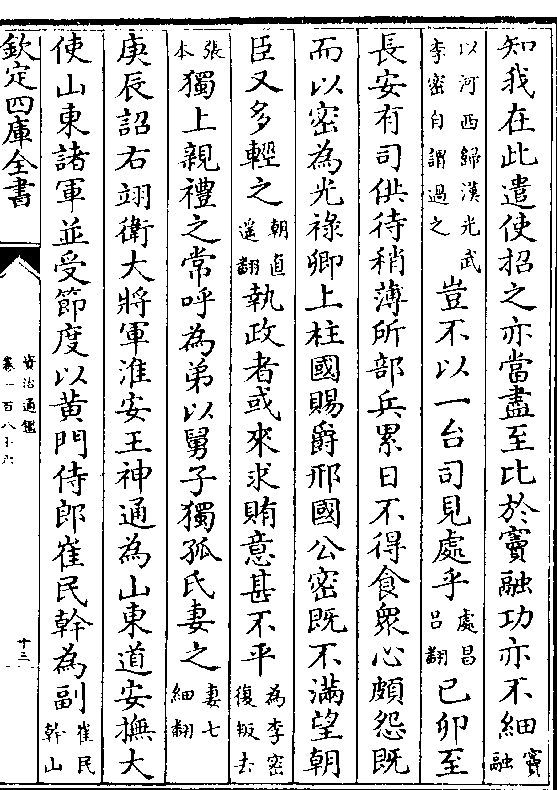 知我在此遣使招之亦當盡至比於竇融功亦不細竇融
以河西歸漢光武李密自謂過之豈不以一台司見處乎處昌呂翻己卯至
長安有司供待稍薄所部兵累日不得食衆心頗怨既
而以密為光祿卿上柱國賜爵邢國公密既不滿望朝
臣又多輕之朝直遥翻執政者或來求賄意甚不平為李密復叛去
張本獨上親禮之常呼為弟以舅子獨孤氏妻之妻七細翻
庚辰詔右翊衛大將軍淮安王神通為山東道安撫大
使山東諸軍並受節度以黃門侍郎崔民幹為副崔民幹山
欽定四庫全書
資治通鑑
卷一百八十六
十三